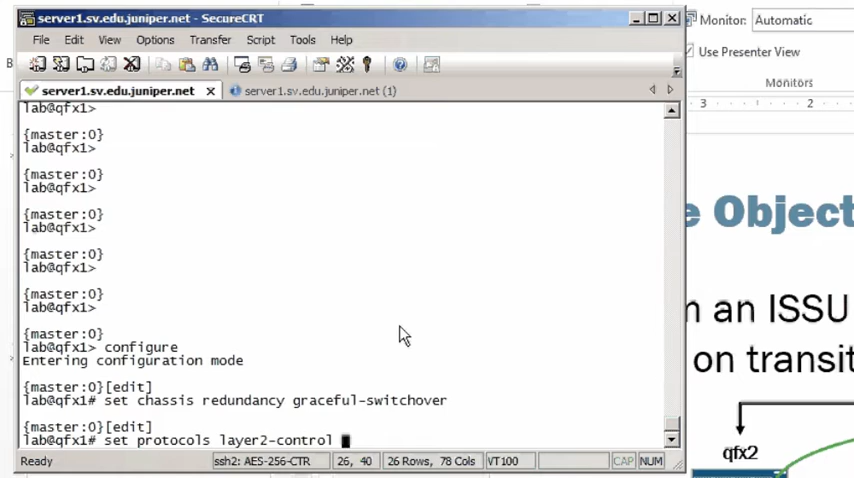 server1.sv.edu.juniper.net - SecureCRT
File Edit View Options Transfer Script Tools Help
server1.sv.edu.juniper.net
server1.sv.edu.juniper.net (1)
lab@qfx1>
{master:0}
lab@qfx1>
{master:0}
lab@qfx1>
{master:0}
lab@qfx1>
{master:0}
lab@qfx1>
{master:0}
lab@qfx1>
{master:0}
lab@qfx1> configure
Entering configuration mode
{master:0}[edit]
lab@qfx1# set chassis redundancy graceful-switchover
{master:0}[edit]
lab@qfx1# set protocols layer2-control
Ready ssh2: AES-256-CTR 26, 40 26 Rows, 78 Cols VT100 CAP NUM
Monitor: Automatic
Use Presenter View
Monitors
3 2
e Object
m an ISSU
on transit
qfx2